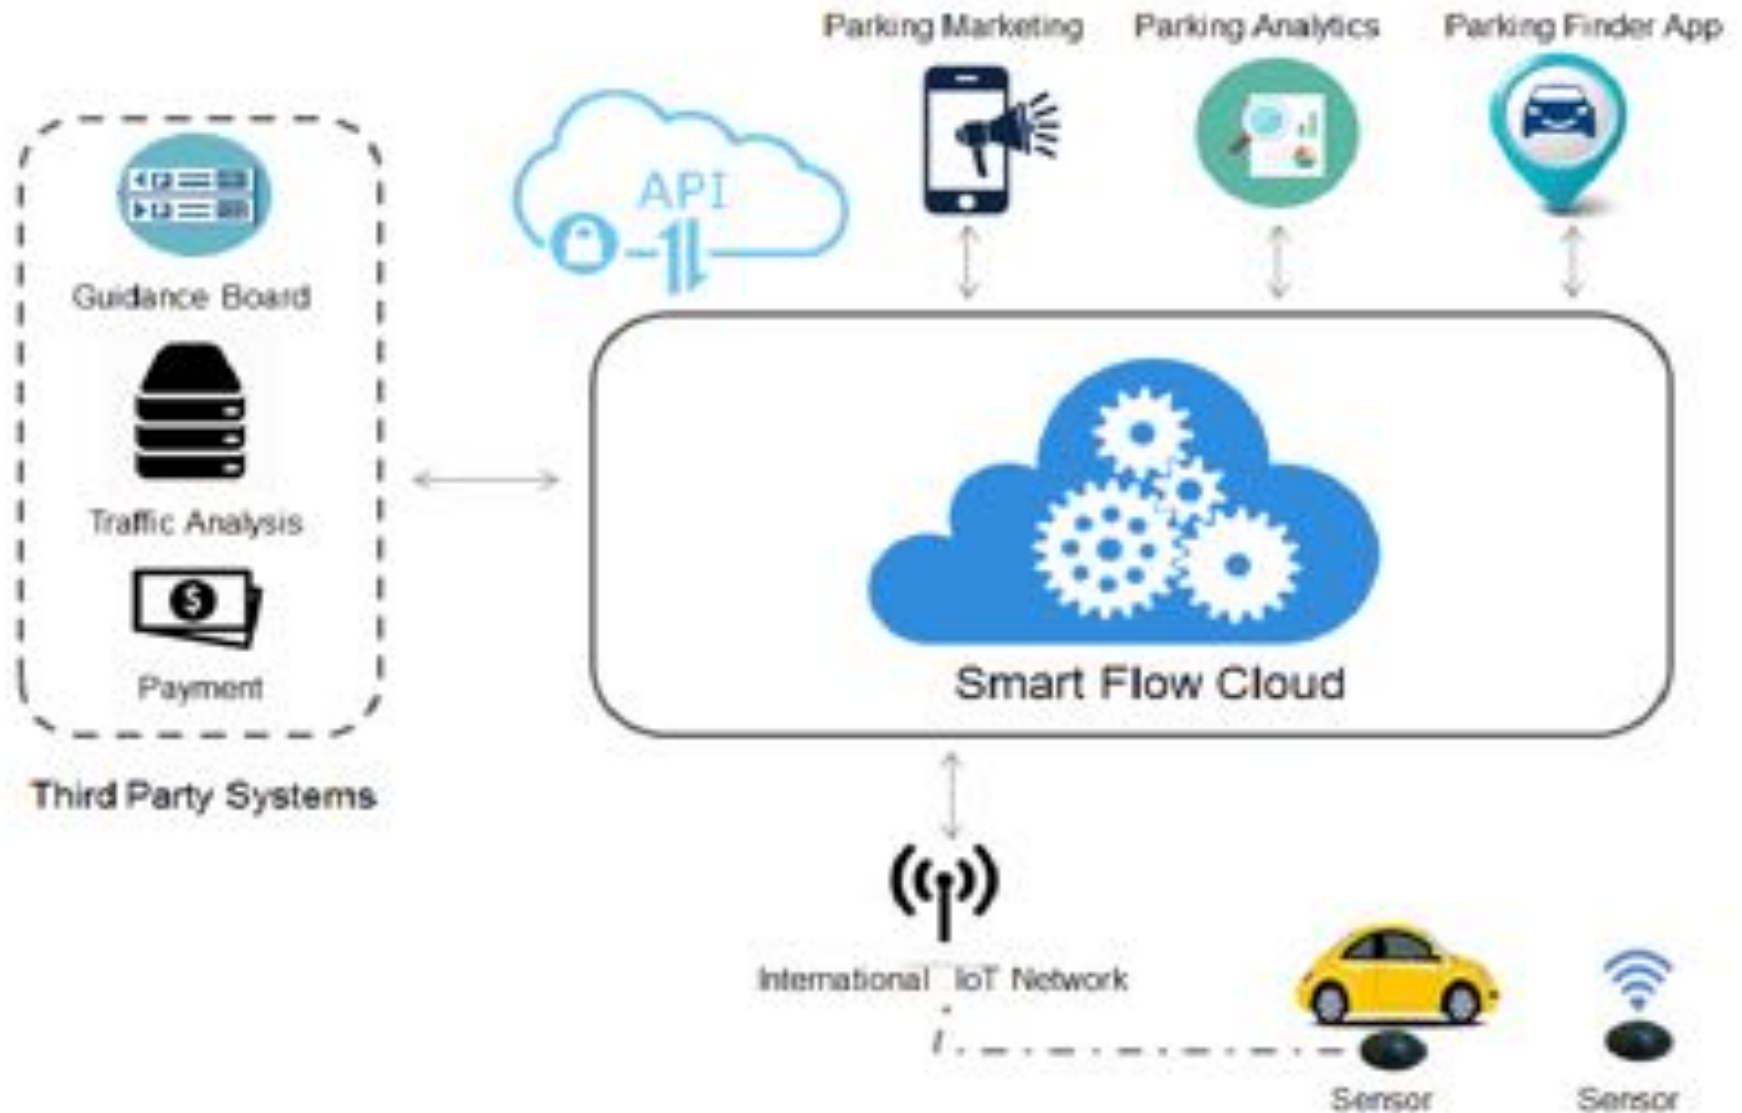 Parking Marketing
Parking Analytics
Parking Finder App
API
Guidance Board
Traffic Analysis
Payment
Third Party Systems
Smart Flow Cloud
International IoT Network
Sensor
Sensor